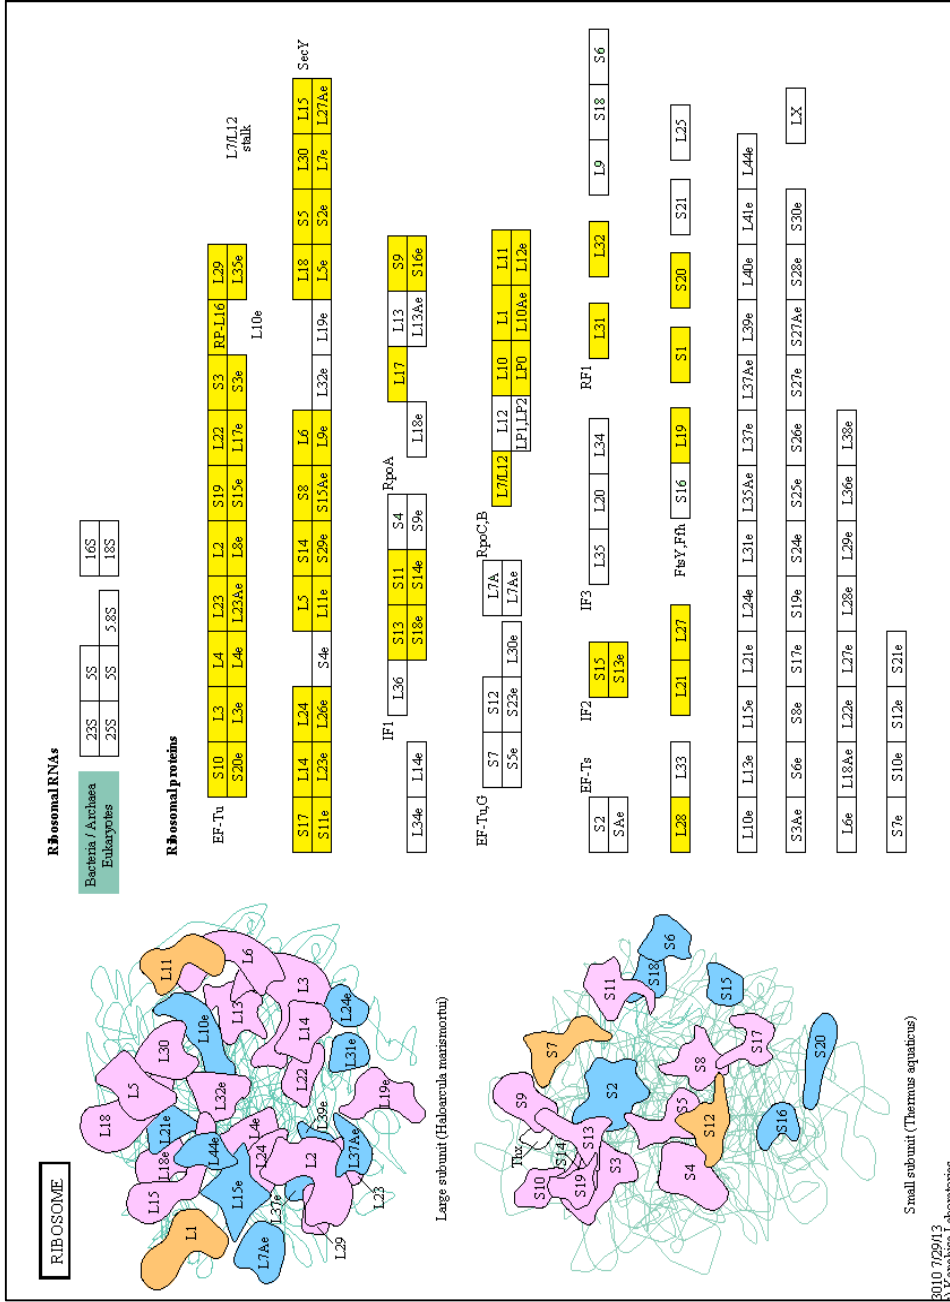 RIBOSOME
Large subunit (Haloarcula marismortui)
L1
L15
L18
L5
L30
L11
L6
L18e
L21e
L10e
L13
L3
L7Ae
L15e
L44e
L32e
L4e
L24
L22
L14
L24e
L37e
L2
L39e
L31e
L37Ae
L19e
L29
L23
Small subunit (Thermus aquaticus)
S9
S7
S11
S18
S6
Thx
S10
S14
S19
S13
S3
S2
S15
S5
S8
S17
S4
S12
S16
S20
Ribosomal RNAs
Bacteria / Archaea 23S 5S 16S
Eukaryotes 25S 5S 5.8S 18S
Ribosomal proteins
EF-Tu S10 L3 L4 L23 L2 S19 L22 S3 RP-L16 L29
S20e L3e L4e L23Ae L8e S15e L17e S3e L35e
L10e
L7/L12
stalk
S17 L14 L24 L5 S14 S8 L6 L18 S5 L30 L15 SecY
S11e L23e L26e S4e L11e S29e S15Ae L9e L32e L19e L5e S2e L7e L27Ae
IF1 L36 S13 S11 S4 RpoA L17 L13 S9
L34e L14e S18e S14e S9e L18e L13Ae S16e
EF-Tu,G S7 S12 L7A RpoC,B L7/L12 L12 L10 L1 L11
S5e S23e L30e L7Ae LP1,LP2 LP0 L10Ae L12e
S2 EF-Ts IF2 S15 IF3 L35 L20 L34 RF1 L31 L32 L9 S18 S6
SAe S13e
L28 L33 L21 L27 FtsY,Ffh S16 L19 S1 S20 S21 L25
L10e L13e L15e L21e L24e L31e L35Ae L37e L37Ae L39e L40e L41e L44e
S3Ae S6e S8e S17e S19e S24e S25e S26e S27e S27Ae S28e S30e LX
L6e L18Ae L22e L27e L28e L29e L36e L38e
S7e S10e S12e S21e
3010 7/29/13
Kanehisa Laboratories